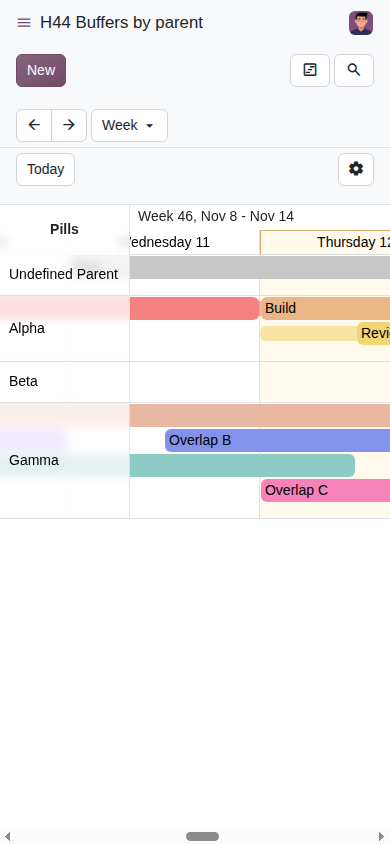 H44 Buffers by parent
New
Week
Today
Week 46, Nov 8 - Nov 14
Pills
Thursday 12
Undefined Parent
Build
Alpha
Beta
Overlap B
Gamma
Overlap C